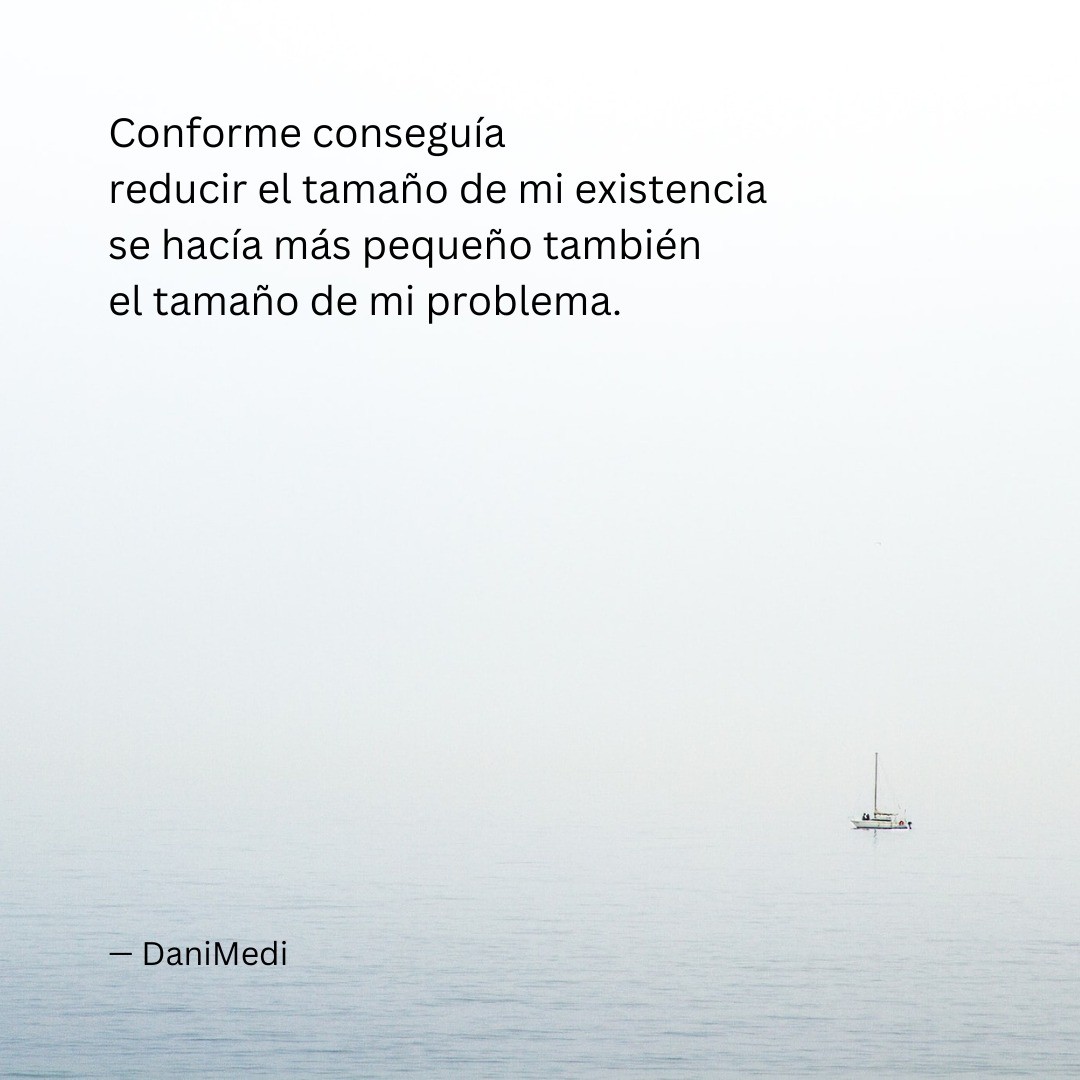 Conforme conseguía
reducir el tamaño de mi existencia
se hacía más pequeño también
el tamaño de mi problema.
— DaniMedi